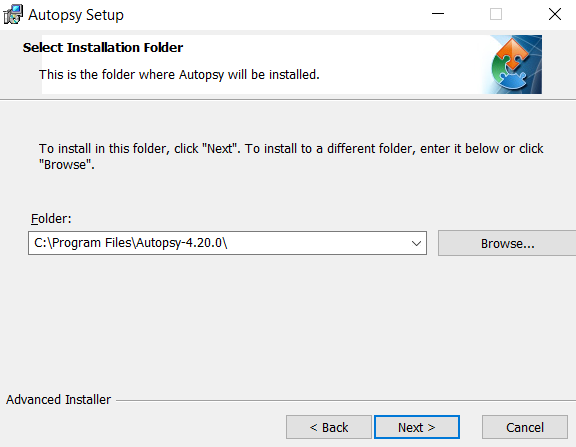 Autopsy Setup
Select Installation Folder
This is the folder where Autopsy will be installed.
To install in this folder, click "Next". To install to a different folder, enter it below or click
"Browse".
Folder:
C:\Program Files\Autopsy-4.20.0\
Browse...
Advanced Installer
< Back
Next >
Cancel